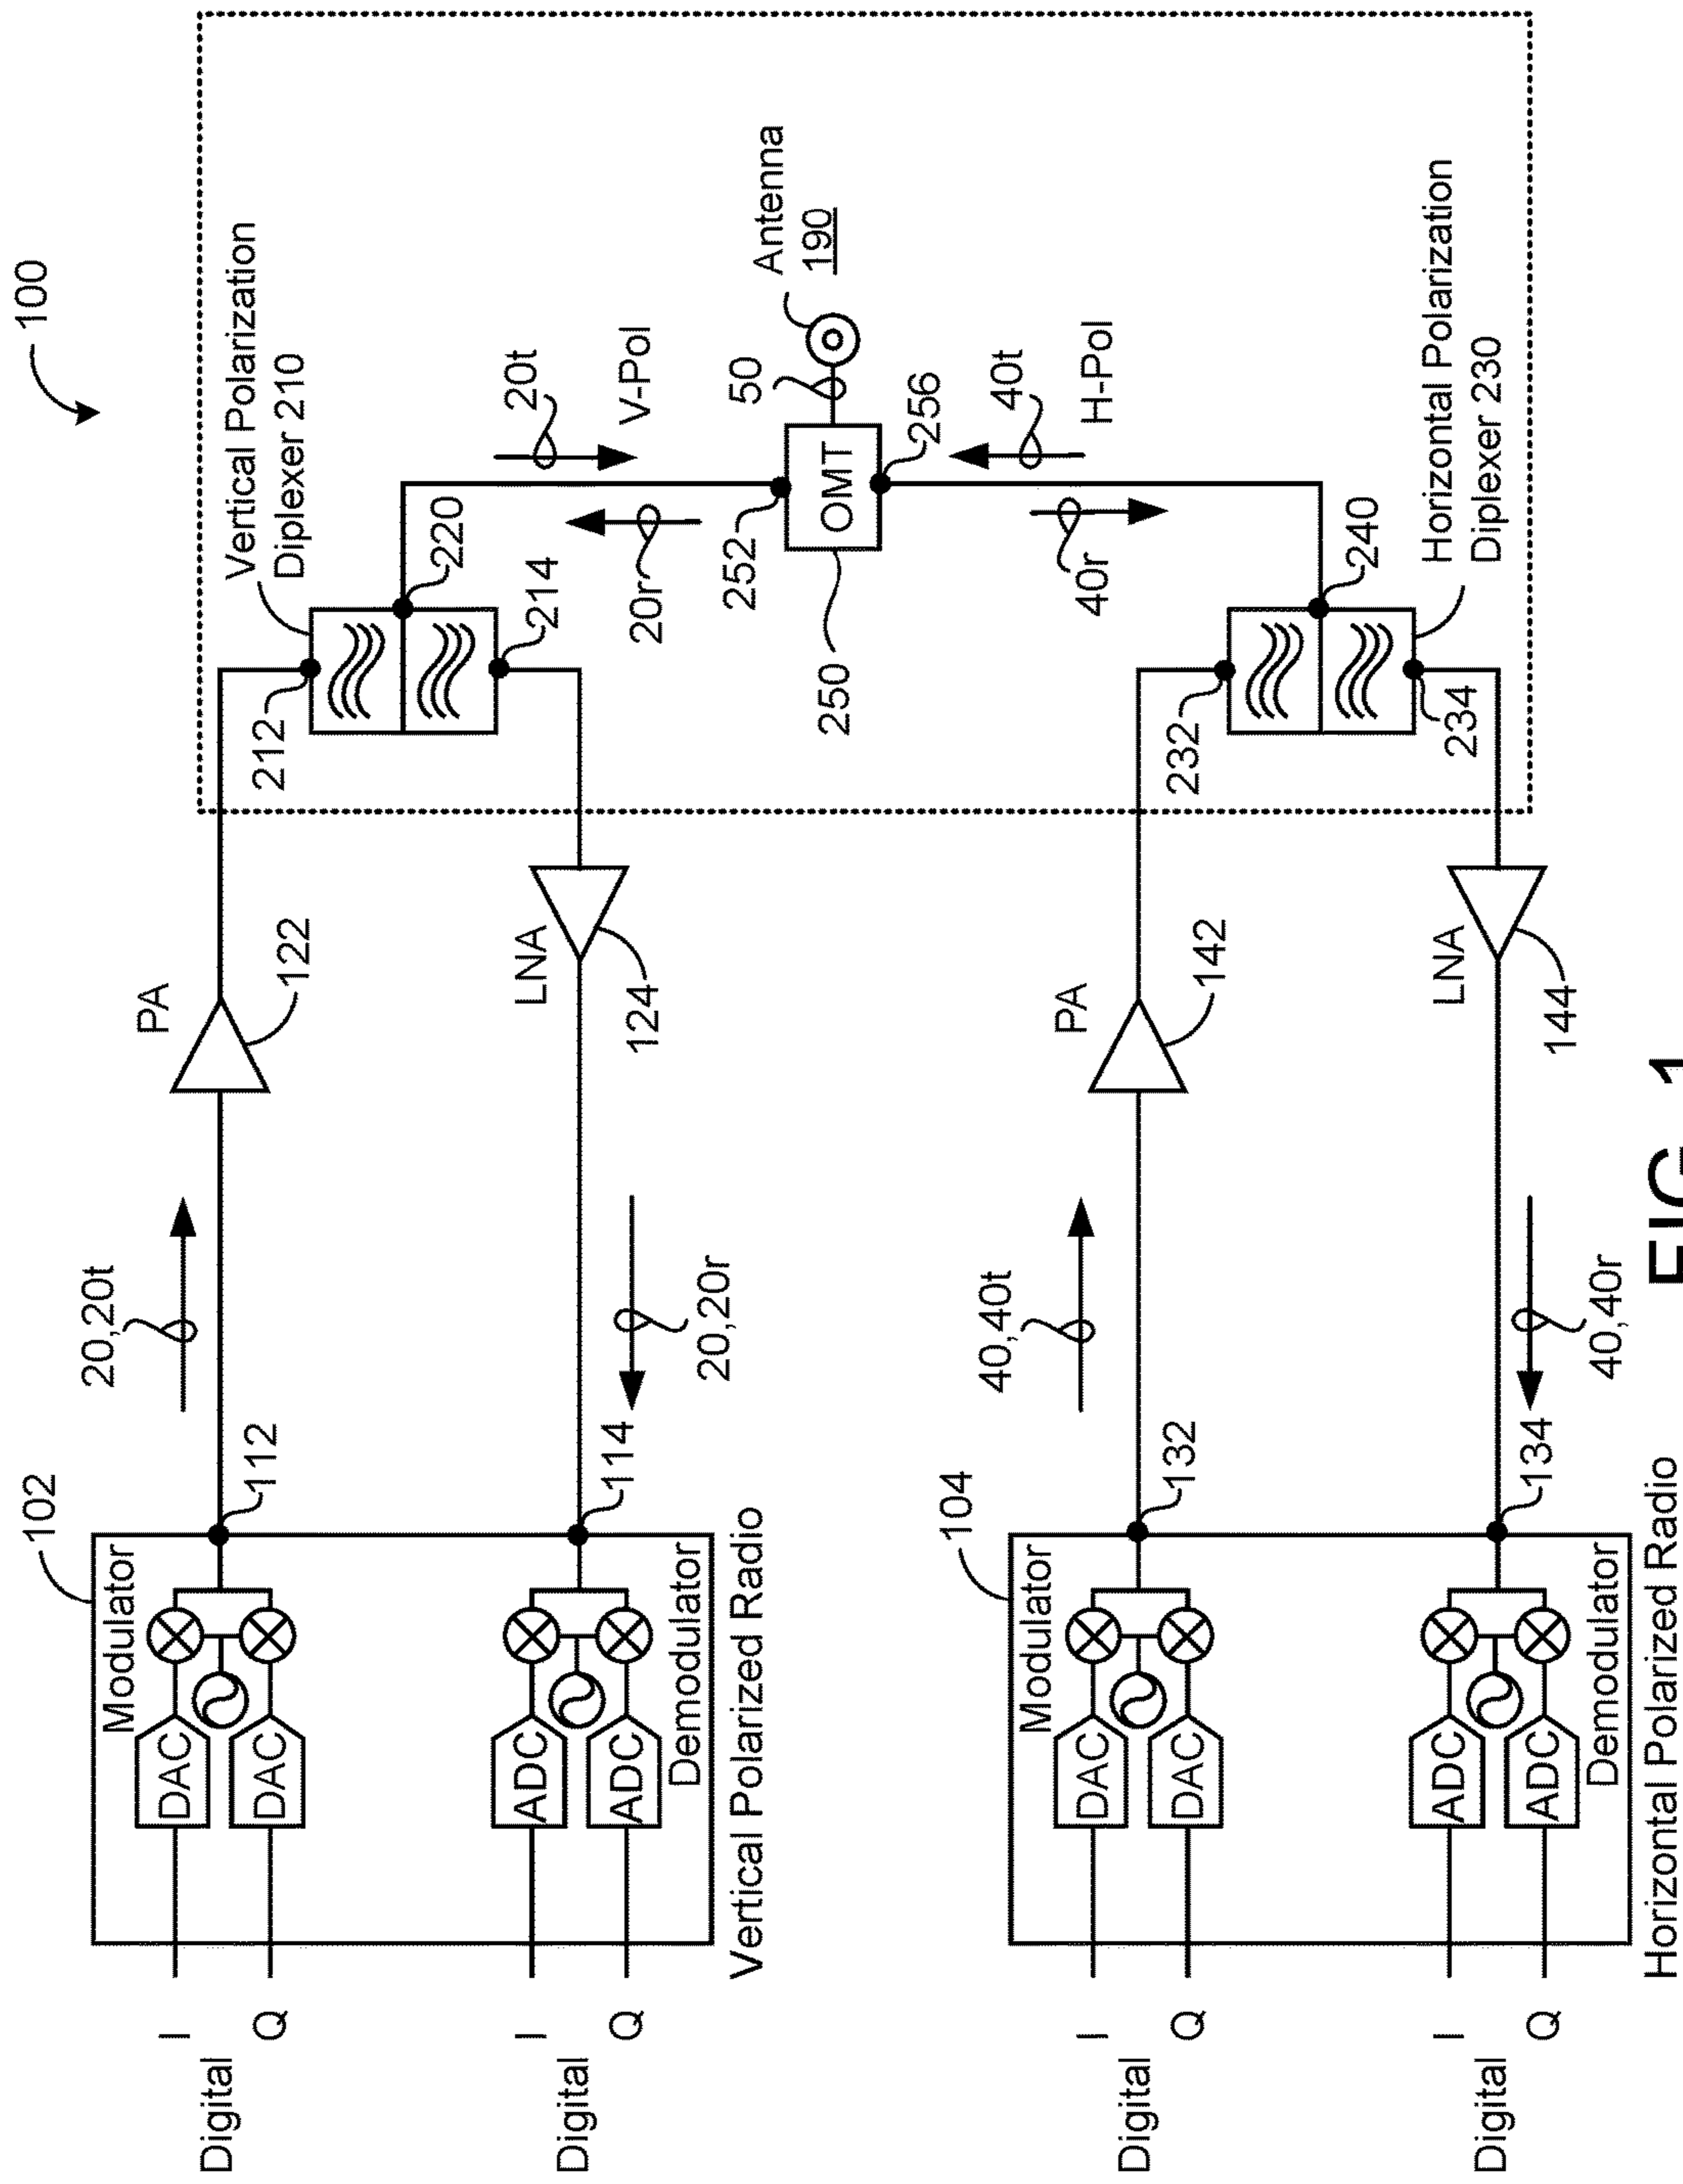 100
102
Modulator
DAC
DAC
I
Q
Digital
ADC
ADC
I
Q
Digital
Demodulator
Vertical Polarized Radio
112
114
20,20t
20,20r
PA
122
LNA
124
Vertical Polarization
Diplexer 210
212
214
220
20t
V-Pol
20r
252
OMT
250
50
Antenna
190
256
40t
H-Pol
40r
104
Modulator
DAC
DAC
I
Q
Digital
ADC
ADC
I
Q
Digital
Demodulator
Horizontal Polarized Radio
132
134
40,40t
40,40r
PA
142
LNA
144
232
234
240
Horizontal Polarization
Diplexer 230
FIG. 1